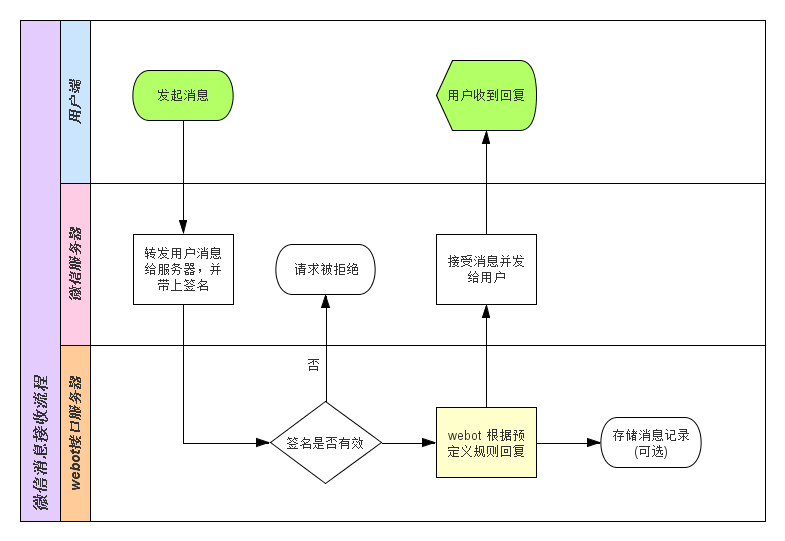 微信消息接收流程
用户端
发起消息
用户收到回复
微信服务器
转发用户消息
给服务器，并
带上签名
请求被拒绝
接受消息并发
给用户
webot接口服务器
否
签名是否有效
webot 根据预
定义规则回复
存储消息记录
(可选)